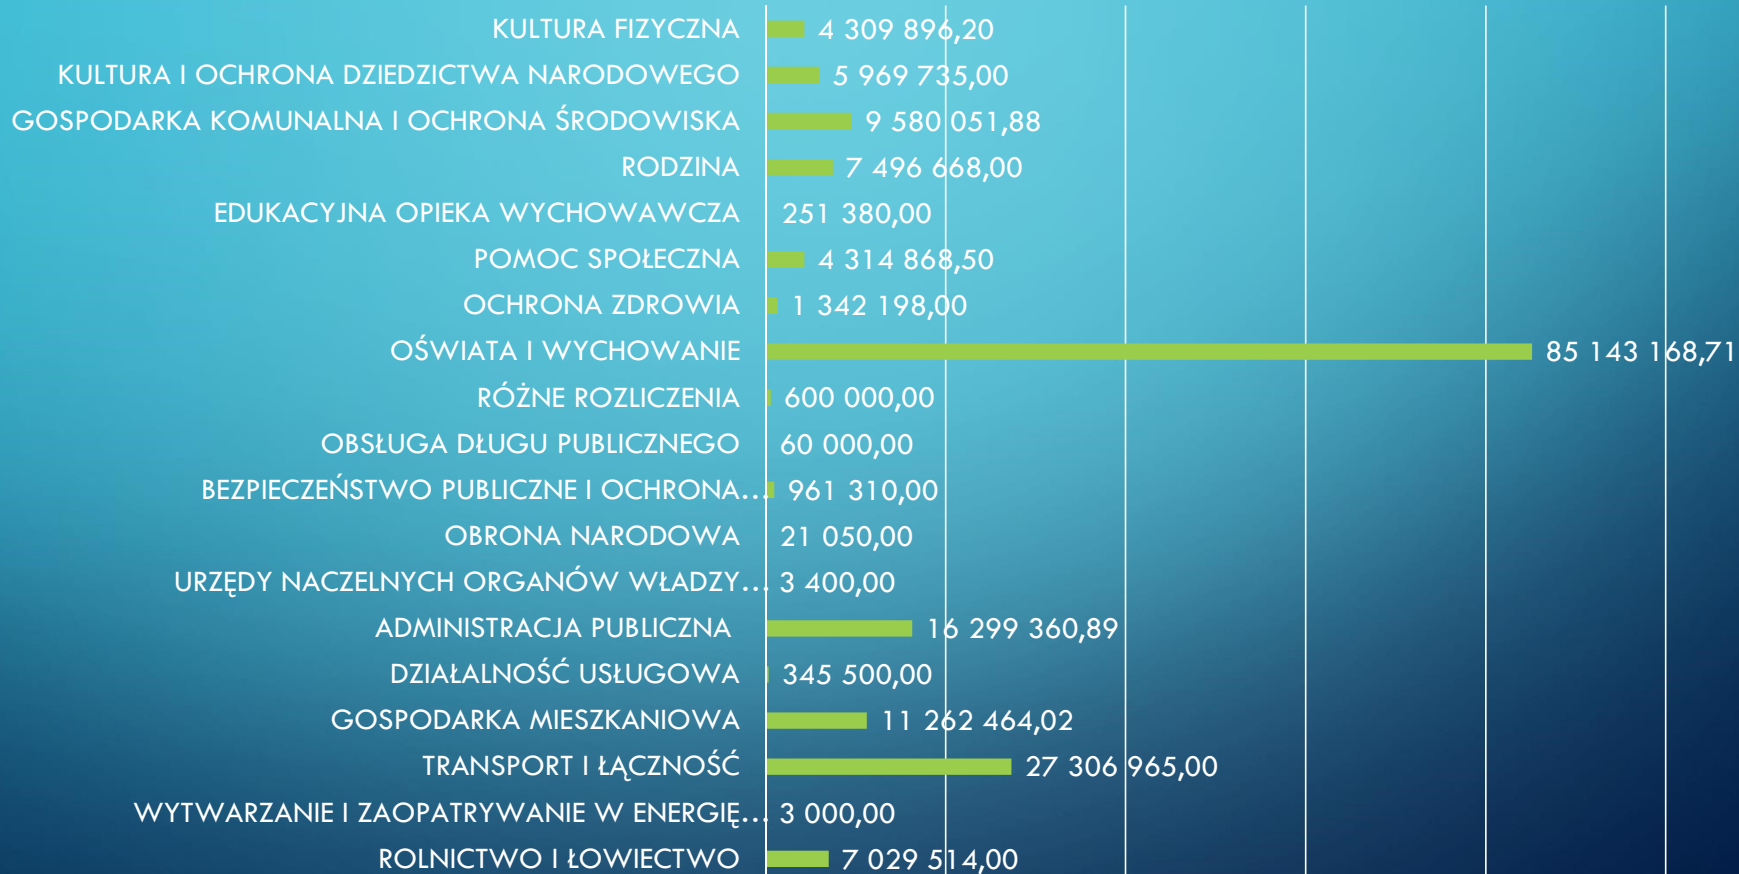 KULTURA FIZYCZNA 4 309 896,20
KULTURA I OCHRONA DZIEDZICTWA NARODOWEGO 5 969 735,00
GOSPODARKA KOMUNALNA I OCHRONA ŚRODOWISKA 9 580 051,88
RODZINA 7 496 668,00
EDUKACYJNA OPIEKA WYCHOWAWCZA 251 380,00
POMOC SPOŁECZNA 4 314 868,50
OCHRONA ZDROWIA 1 342 198,00
OŚWIATA I WYCHOWANIE 85 143 168,71
RÓŻNE ROZLICZENIA 600 000,00
OBSŁUGA DŁUGU PUBLICZNEGO 60 000,00
BEZPIECZEŃSTWO PUBLICZNE I OCHRONA... 961 310,00
OBRONA NARODOWA 21 050,00
URZĘDY NACZELNYCH ORGANÓW WŁADZY... 3 400,00
ADMINISTRACJA PUBLICZNA 16 299 360,89
DZIAŁALNOŚĆ USŁUGOWA 345 500,00
GOSPODARKA MIESZKANIOWA 11 262 464,02
TRANSPORT I ŁĄCZNOŚĆ 27 306 965,00
WYTWARZANIE I ZAOPATRYWANIE W ENERGIĘ... 3 000,00
ROLNICTWO I ŁOWIECTWO 7 029 514,00